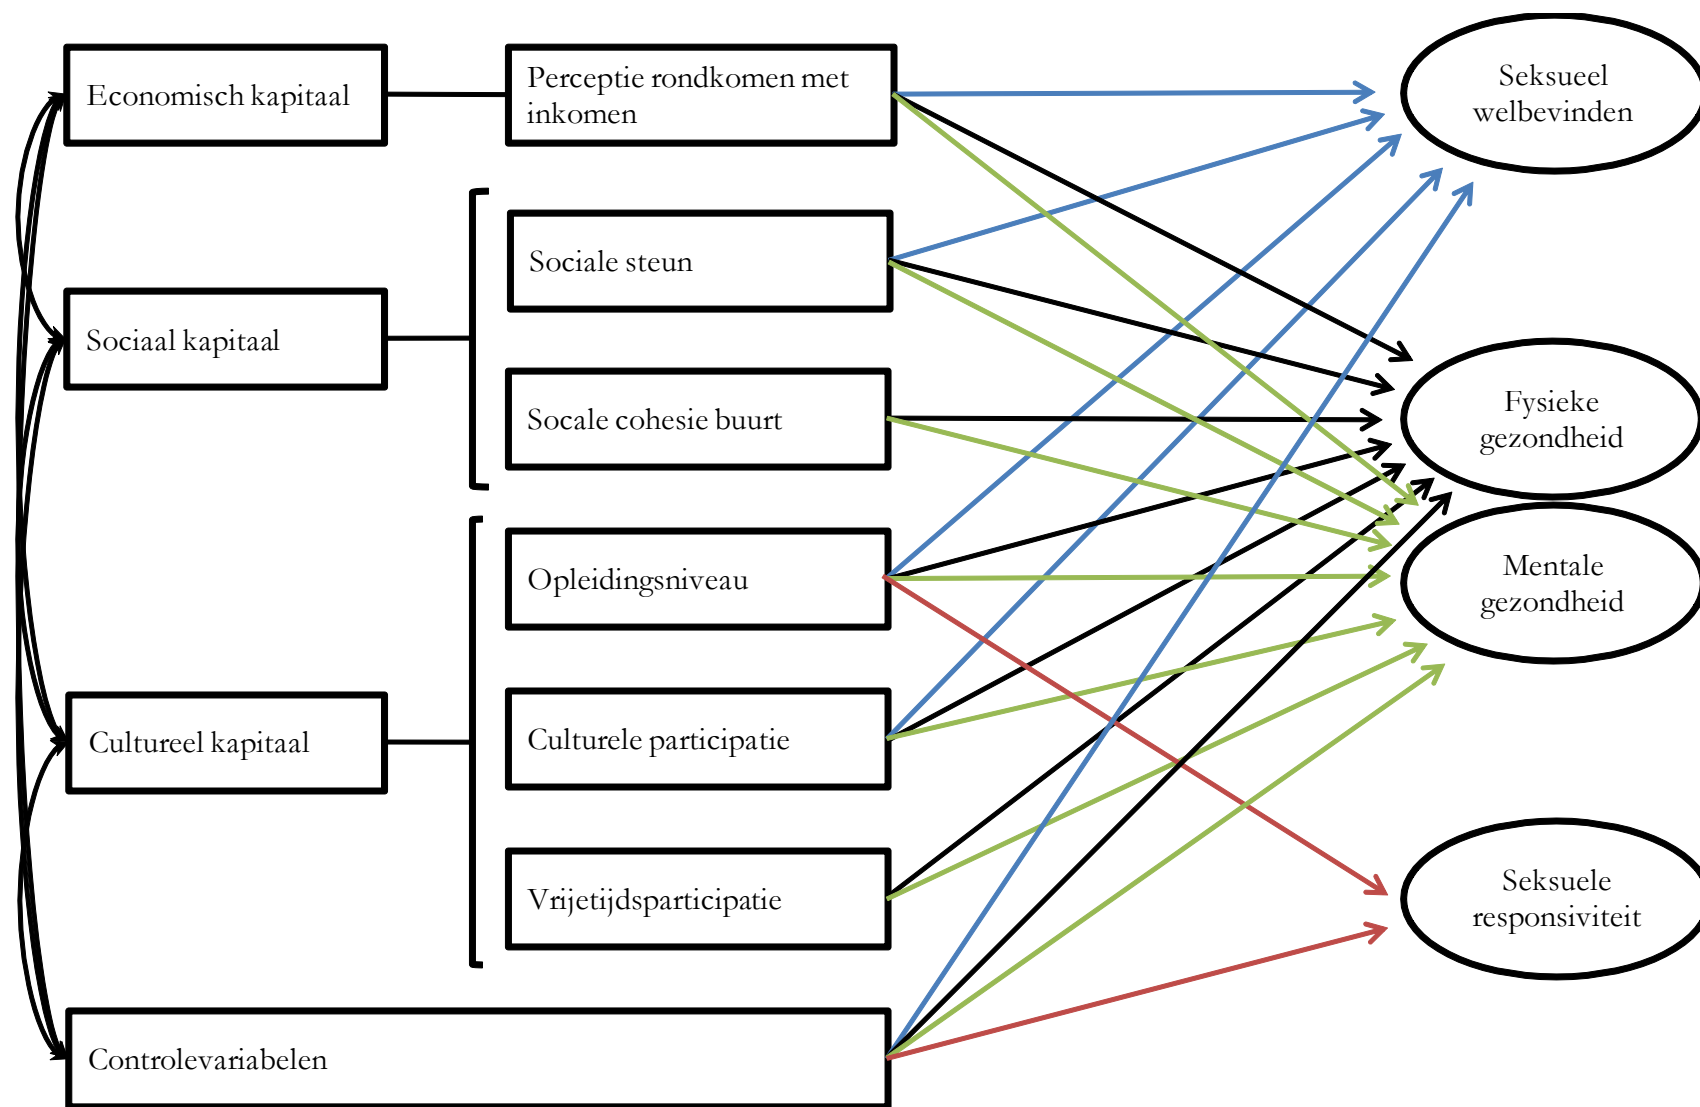 Economisch kapitaal
Perceptie rondkomen met
inkomen
Seksueel
welbevinden
Sociale steun
Sociaal kapitaal
Socale cohesie buurt
Fysieke
gezondheid
Opleidingsniveau
Mentale
gezondheid
Cultureel kapitaal
Culturele participatie
Vrijetijdsparticipatie
Seksuele
responsiviteit
Controlevariabelen